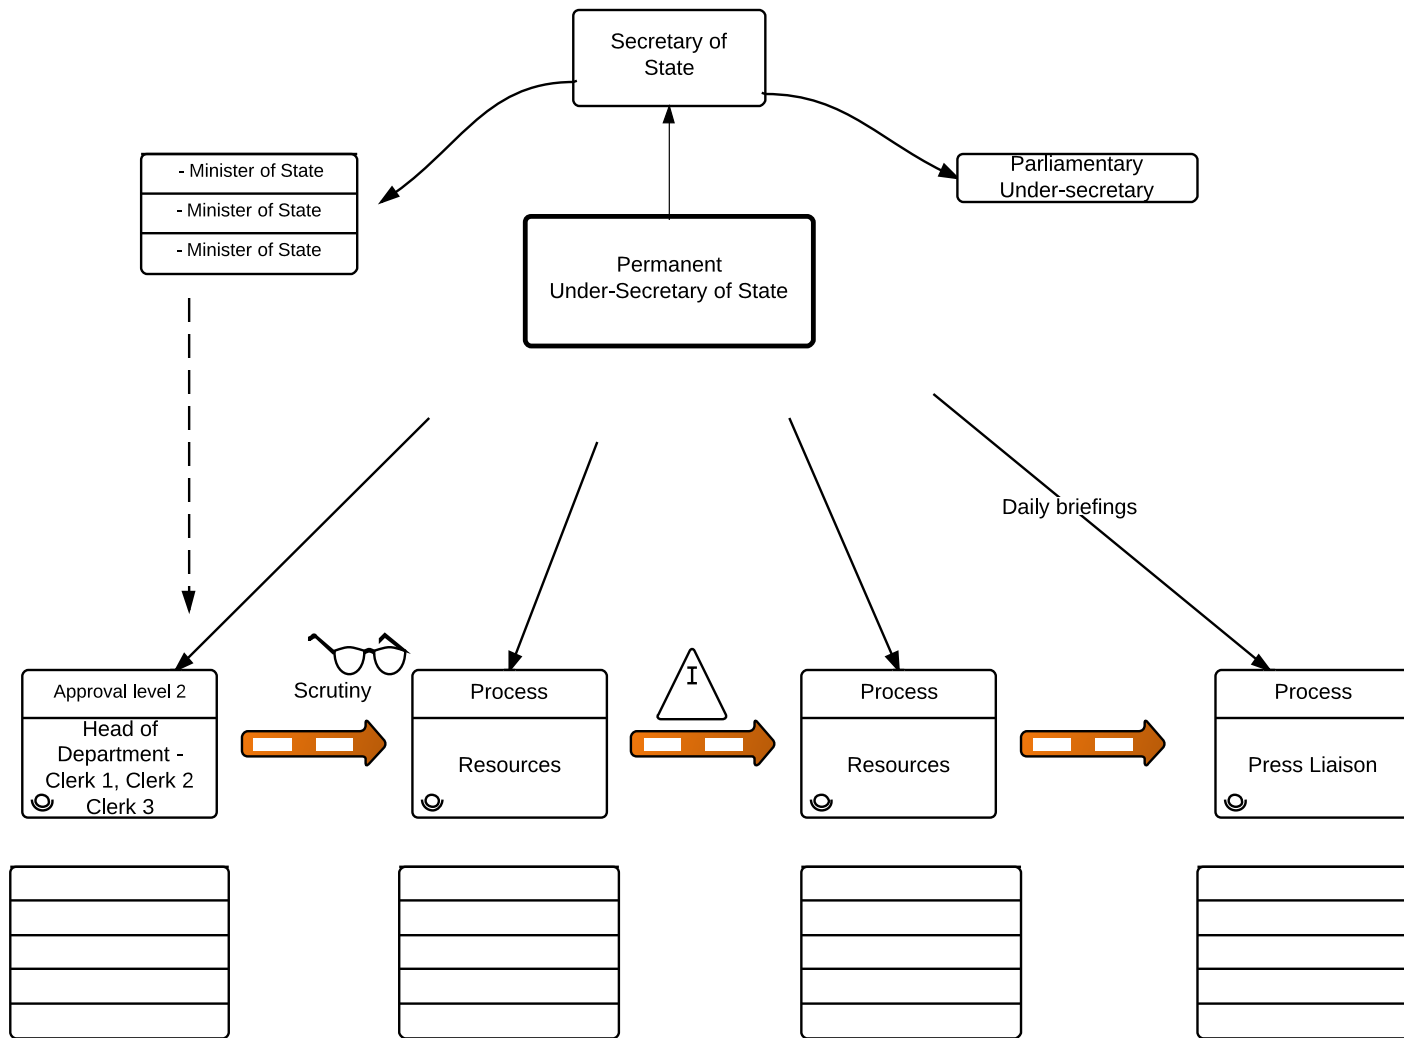 Secretary of
State
- Minister of State
- Minister of State
- Minister of State
Parliamentary
Under-secretary
Permanent
Under-Secretary of State
Daily briefings
Scrutiny
I
Approval level 2
Head of
Department -
Clerk 1, Clerk 2
Clerk 3
Process
Resources
Process
Resources
Process
Press Liaison